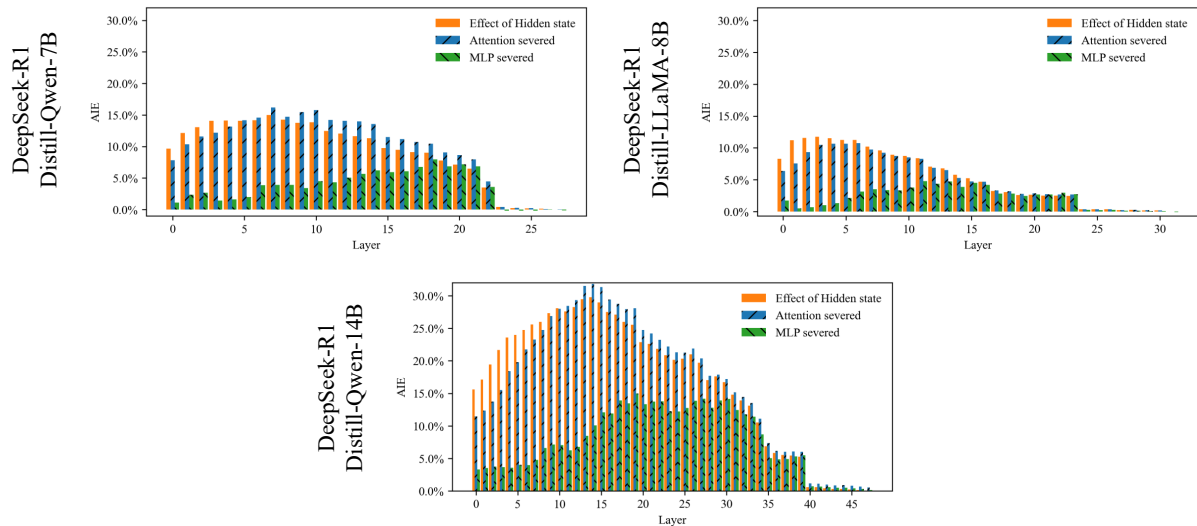 DeepSeek-R1
Distill-Qwen-7B
AIE
30.0%
25.0%
20.0%
15.0%
10.0%
5.0%
0.0%
Effect of Hidden state
Attention severed
MLP severed
0 5 10 15 20 25
Layer
DeepSeek-R1
Distill-LLaMA-8B
AIE
30.0%
25.0%
20.0%
15.0%
10.0%
5.0%
0.0%
Effect of Hidden state
Attention severed
MLP severed
0 5 10 15 20 25 30
Layer
DeepSeek-R1
Distill-Qwen-14B
AIE
30.0%
25.0%
20.0%
15.0%
10.0%
5.0%
0.0%
Effect of Hidden state
Attention severed
MLP severed
0 5 10 15 20 25 30 35 40 45
Layer